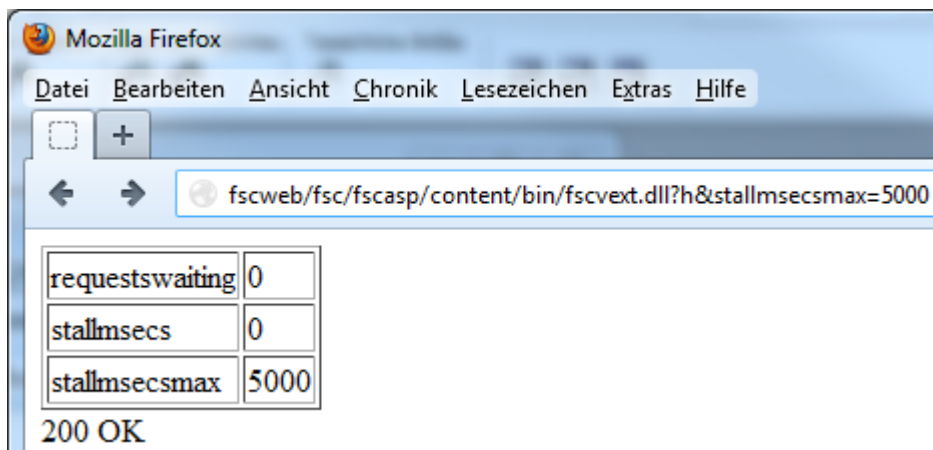 Mozilla Firefox
Datei Bearbeiten Ansicht Chronik Lesezeichen Extras Hilfe
fscweb/fsc/fscasp/content/bin/fscvext.dll?h&stallmsecsmax=5000
requestswaiting 0
stallmsecs 0
stallmsecsmax 5000
200 OK